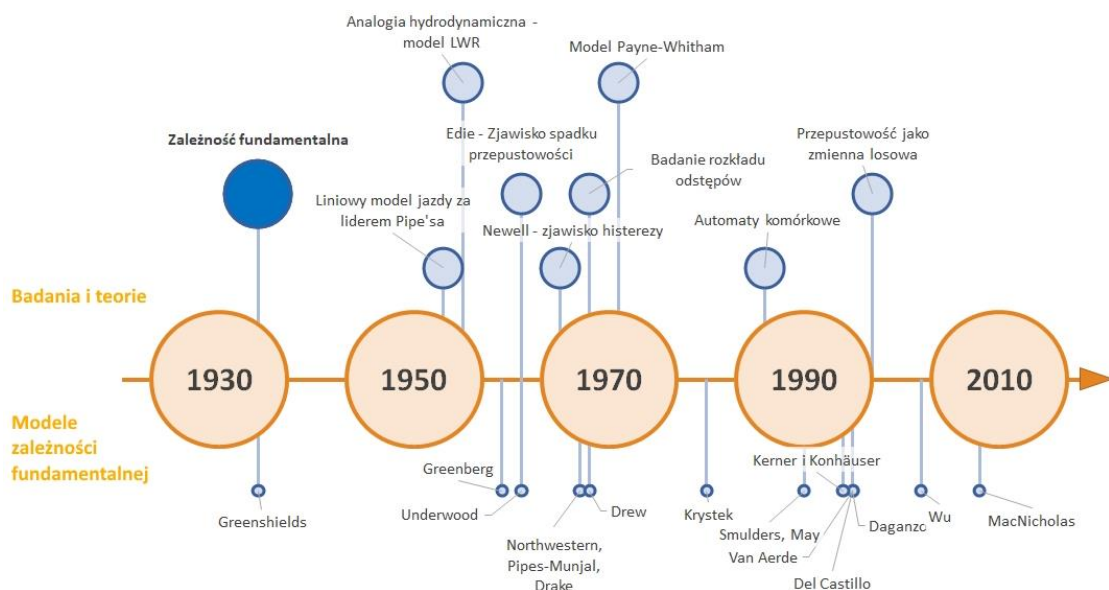 Analogia hydrodynamiczna -
model LWR
Model Payne-Whitham
Zależność fundamentalna
Edie - Zjawisko spadku
przepustowości
Przepustowość jako
zmienna losowa
Badanie rozkładu
odstępów
Liniowy model jazdy za
liderem Pipe'sa
Newell - zjawisko histerezy
Automaty komórkowe
Badania i teorie
1930
1950
1970
1990
2010
Modele
zależności
fundamentalnej
Greenshields
Greenberg
Underwood
Northwestern,
Pipes-Munjal,
Drake
Drew
Krystek
Kerner i Konhäuser
Smulders, May
Van Aerde
Del Castillo
Daganzo
Wu
MacNicholas